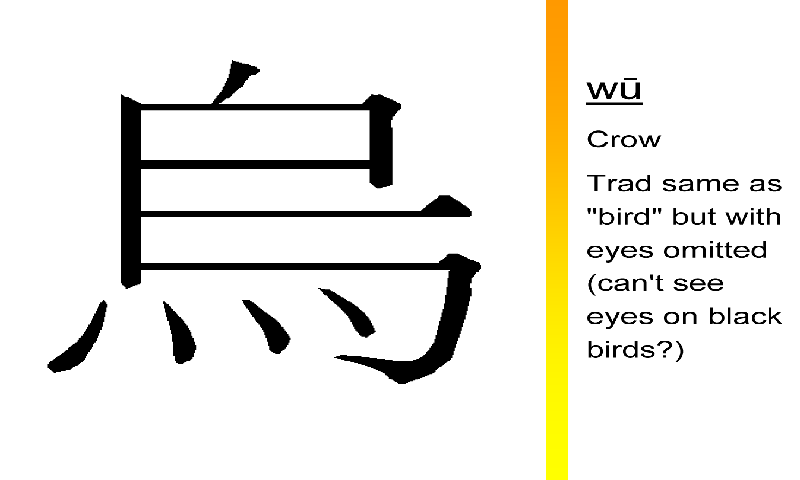 烏
wū
Crow
Trad same as
"bird" but with
eyes omitted
(can't see
eyes on black
birds?)